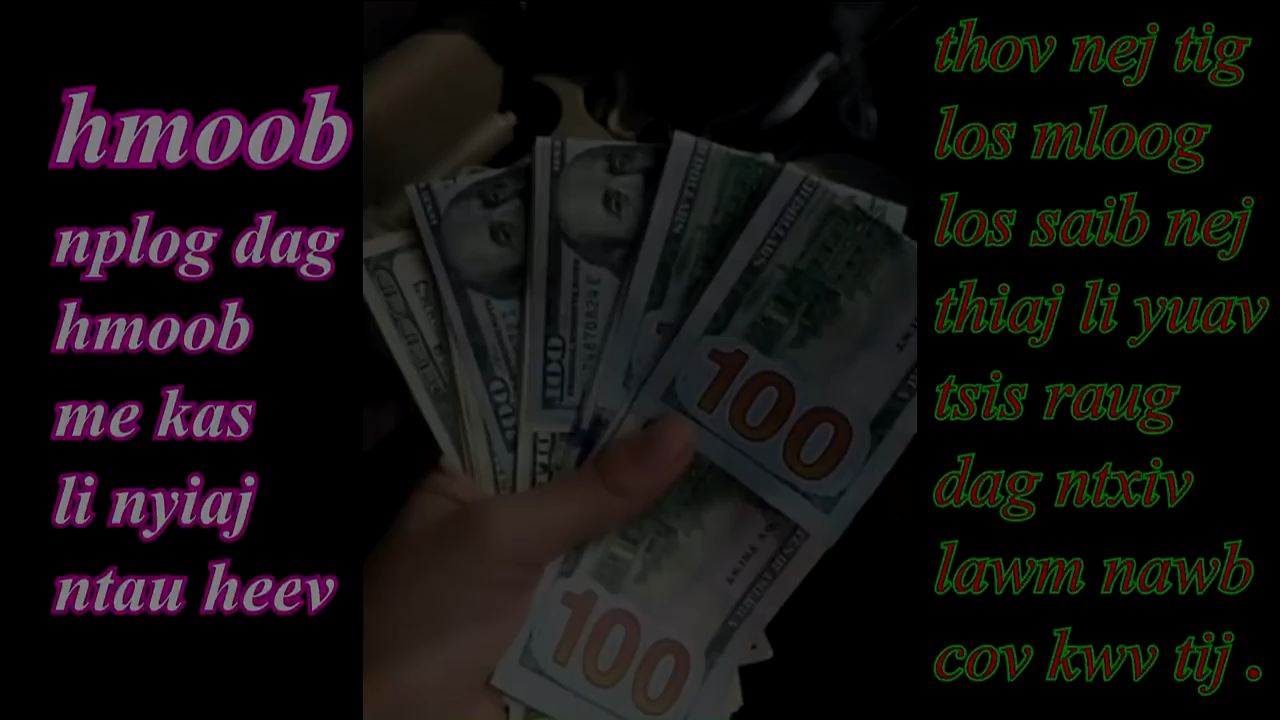 hmoob
nplog dag
hmoob
me kas
li nyiaj
ntau heev
thov nej tig
los mloog
los saib nej
thiaj li yuav
tsis raug
dag ntxiv
lawm nawb
cov kwv tij .
100
100
100
100